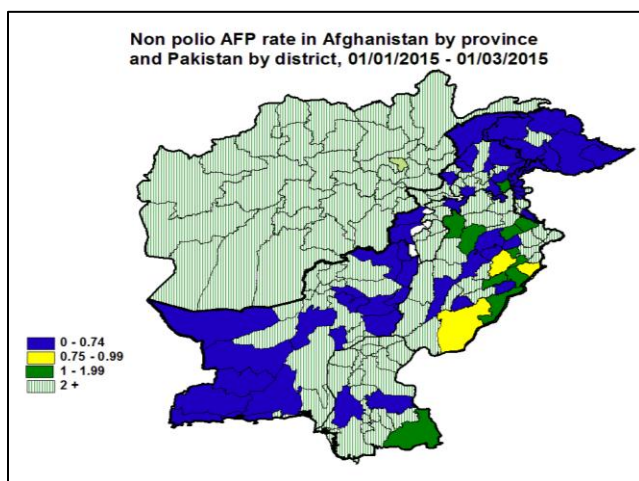 Non polio AFP rate in Afghanistan by province
and Pakistan by district, 01/01/2015 - 01/03/2015
0 - 0.74
0.75 - 0.99
1 - 1.99
2 +